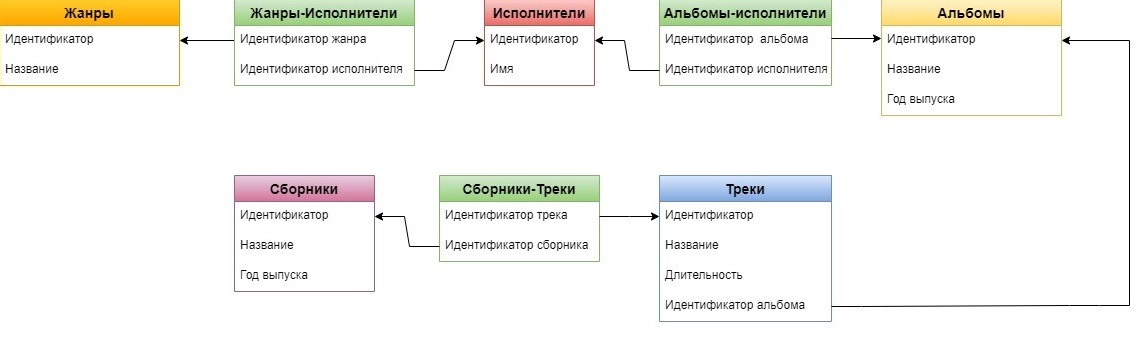 Жанры
Идентификатор
Название
Жанры-Исполнители
Идентификатор жанра
Идентификатор исполнителя
Исполнители
Идентификатор
Имя
Альбомы-исполнители
Идентификатор альбома
Идентификатор исполнителя
Альбомы
Идентификатор
Название
Год выпуска
Сборники
Идентификатор
Название
Год выпуска
Сборники-Треки
Идентификатор трека
Идентификатор сборника
Треки
Идентификатор
Название
Длительность
Идентификатор альбома